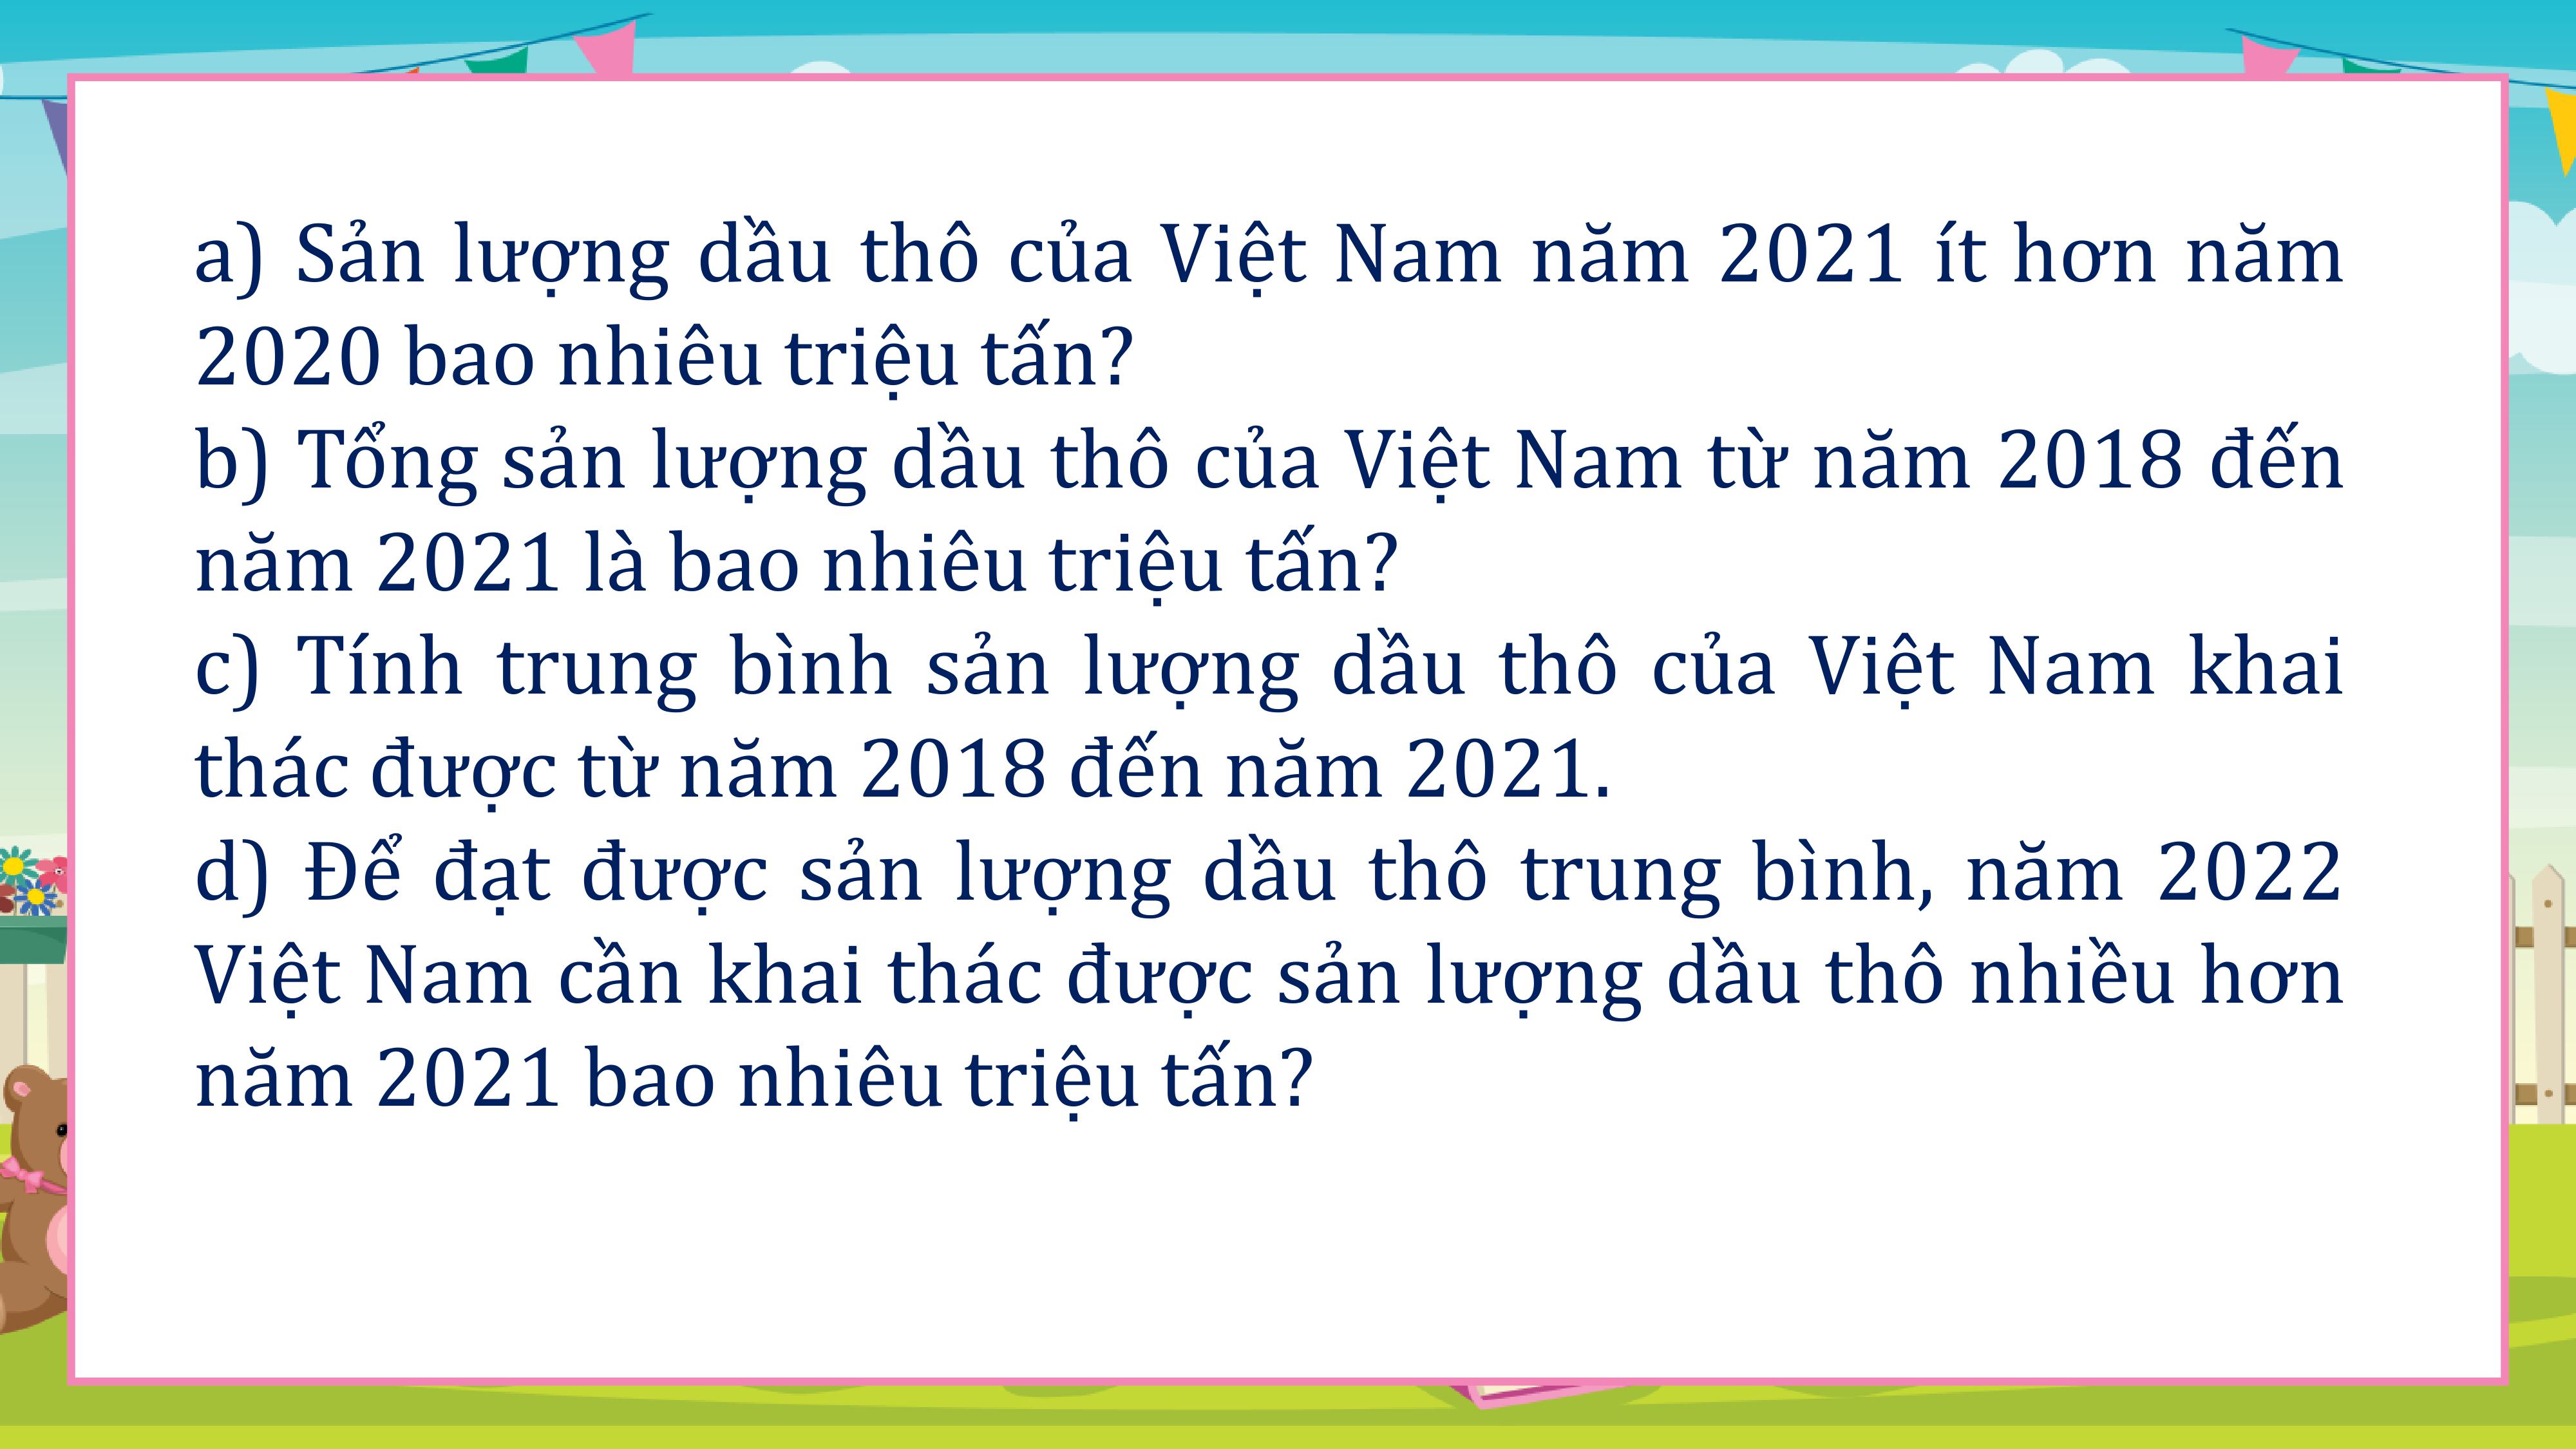 a) Sản lượng dầu thô của Việt Nam năm 2021 ít hơn năm
2020 bao nhiêu triệu tấn?
b) Tổng sản lượng dầu thô của Việt Nam từ năm 2018 đến
năm 2021 là bao nhiêu triệu tấn?
c) Tính trung bình sản lượng dầu thô của Việt Nam khai
thác được từ năm 2018 đến năm 2021.
d) Để đạt được sản lượng dầu thô trung bình, năm 2022
Việt Nam cần khai thác được sản lượng dầu thô nhiều hơn
năm 2021 bao nhiêu triệu tấn?